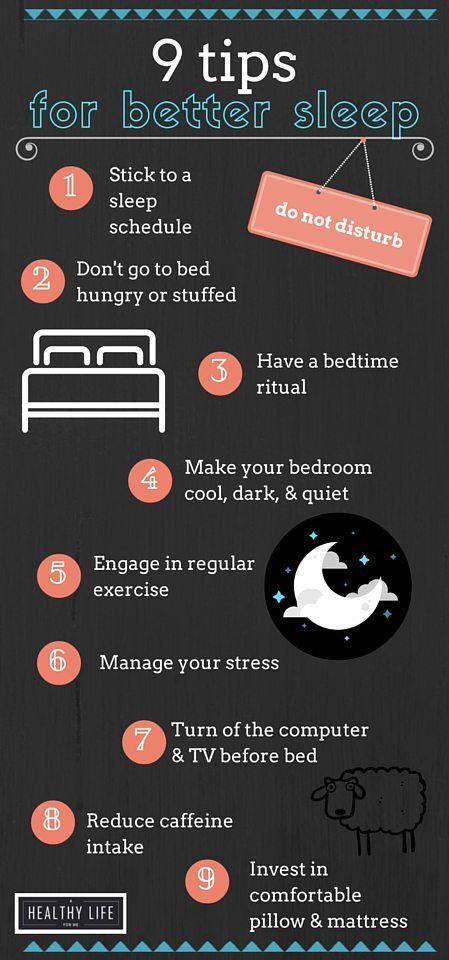 9 tips
for better sleep
do not disturb
1
Stick to a
sleep
schedule
2
Don't go to bed
hungry or stuffed
3
Have a bedtime
ritual
4
Make your bedroom
cool, dark, & quiet
5
Engage in regular
exercise
6
Manage your stress
7
Turn of the computer
& TV before bed
8
Reduce caffeine
intake
9
Invest in
comfortable
pillow & mattress
A
HEALTHY LIFE
FOR ME